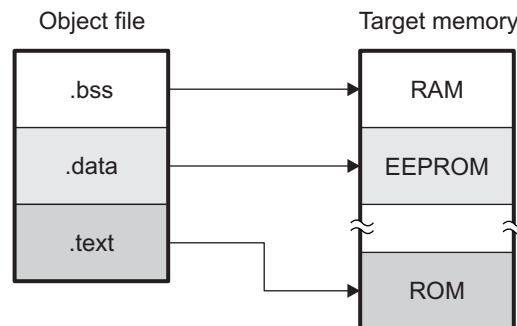 Object file
Target memory
.bss
RAM
.data
EEPROM
.text
ROM